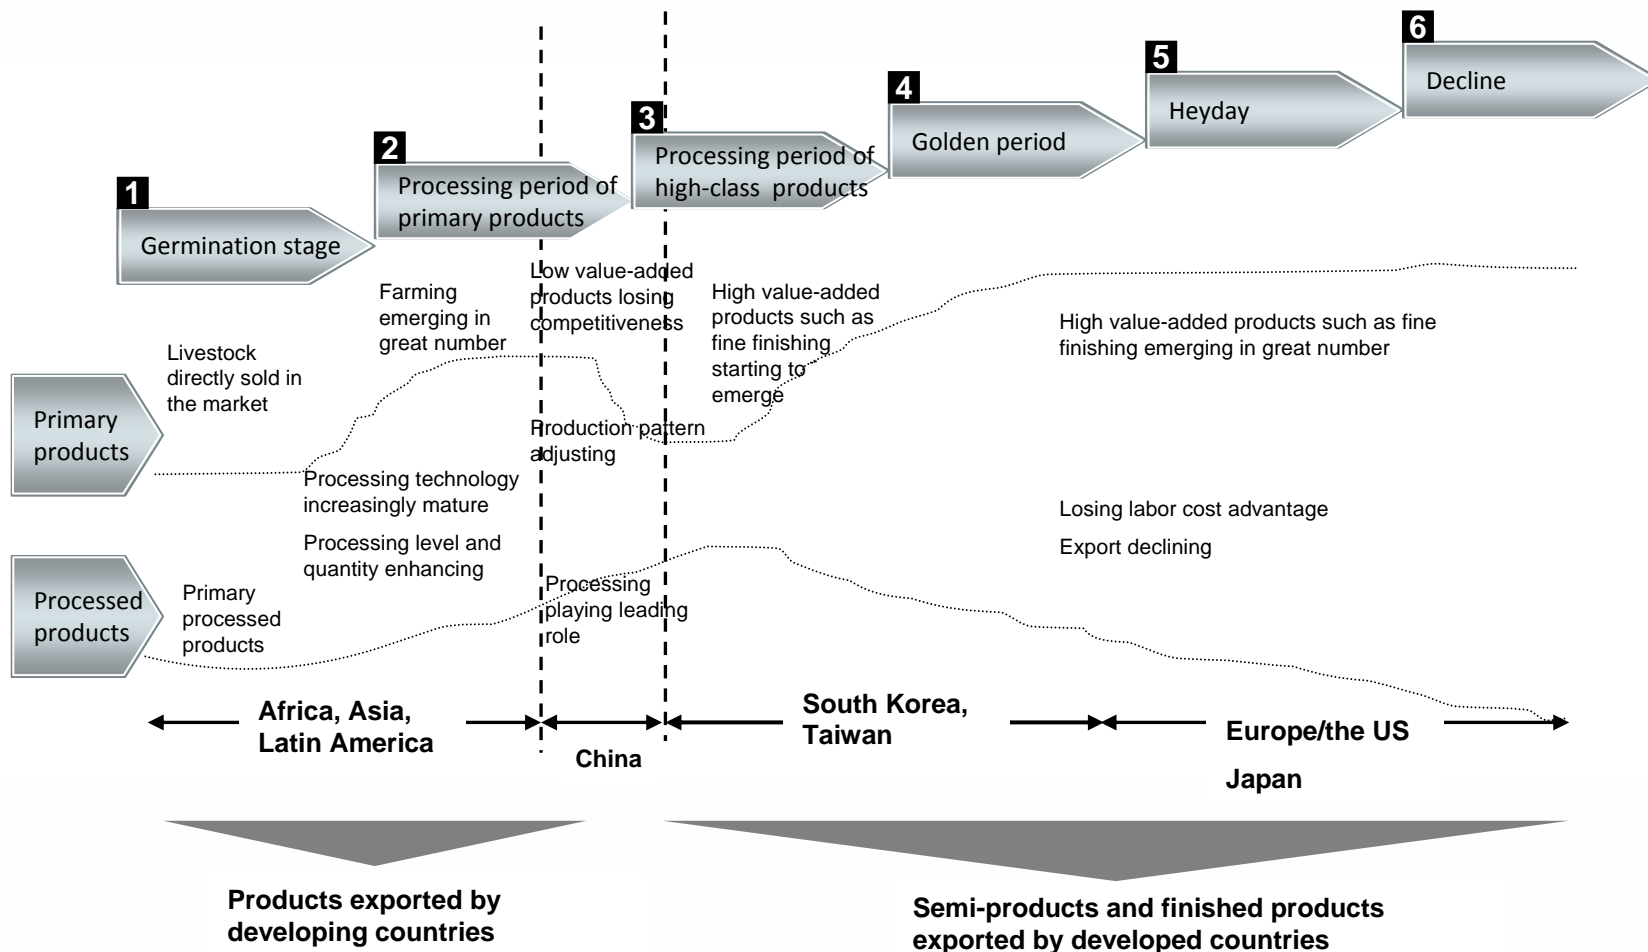 1
Germination stage
2
Processing period of
primary products
3
Processing period of
high-class products
4
Golden period
5
Heyday
6
Decline
Primary
products
Livestock
directly sold in
the market
Farming
emerging in
great number
Low value-added
products losing
competitiveness
High value-added
products such as
fine finishing
starting to
emerge
High value-added products such as fine
finishing emerging in great number
Production pattern
adjusting
Processing technology
increasingly mature
Processing level and
quantity enhancing
Losing labor cost advantage
Export declining
Processed
products
Primary
processed
products
Processing
playing leading
role
Africa, Asia,
Latin America
China
South Korea,
Taiwan
Europe/the US
Japan
Products exported by
developing countries
Semi-products and finished products
exported by developed countries